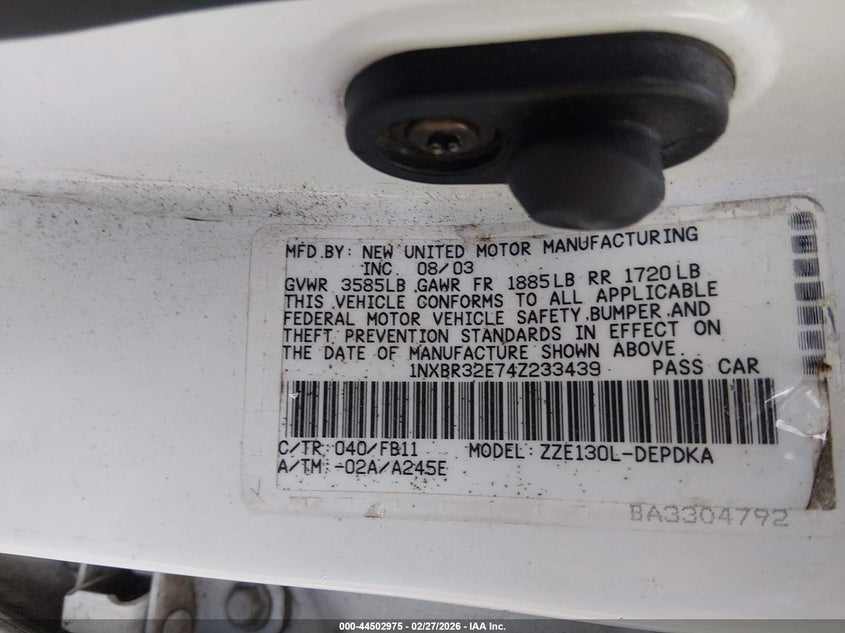 MFD.BY: NEW UNITED MOTOR MANUFACTURING
INC. 08/03
GVWR 3585LB GAWR FR 1885LB RR 1720LB
THIS VEHICLE CONFORMS TO ALL APPLICABLE
FEDERAL MOTOR VEHICLE SAFETY, BUMPER, AND
THEFT PREVENTION STANDARDS IN EFFECT ON
THE DATE OF MANUFACTURE SHOWN ABOVE.
1NXBR32E74Z233439 PASS CAR
C/TR: 040/FB11 MODEL: ZZE130L-DEPDKA
A/TM: -02A/A245E
BA3304792
000-44502975 - 02/27/2026 - IAA Inc.